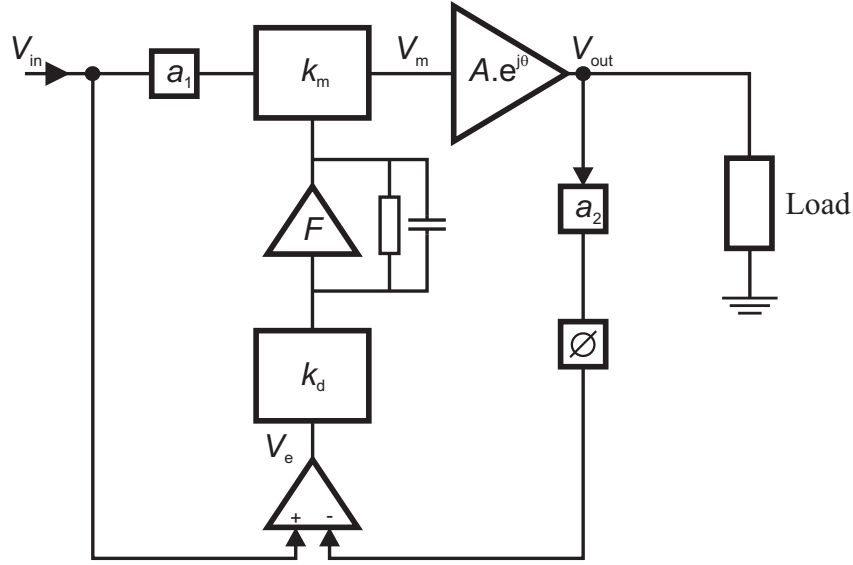 V_in
a_1
k_m
V_m
A.e^jθ
V_out
F
a_2
Load
k_d
∅
V_e
+ -